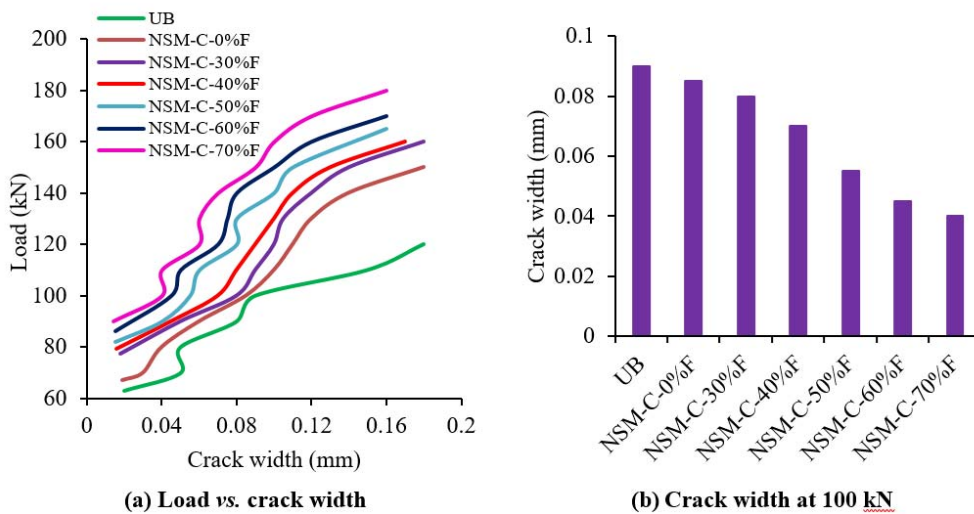 UB
NSM-C-0%F
NSM-C-30%F
NSM-C-40%F
NSM-C-50%F
NSM-C-60%F
NSM-C-70%F
200
180
160
140
120
100
80
60
Load (kN)
0 0.04 0.08 0.12 0.16 0.2
Crack width (mm)
(a) Load vs. crack width
0.1
0.08
0.06
0.04
0.02
0
Crack width (mm)
UB
NSM-C-0%F
NSM-C-30%F
NSM-C-40%F
NSM-C-50%F
NSM-C-60%F
NSM-C-70%F
(b) Crack width at 100 kN